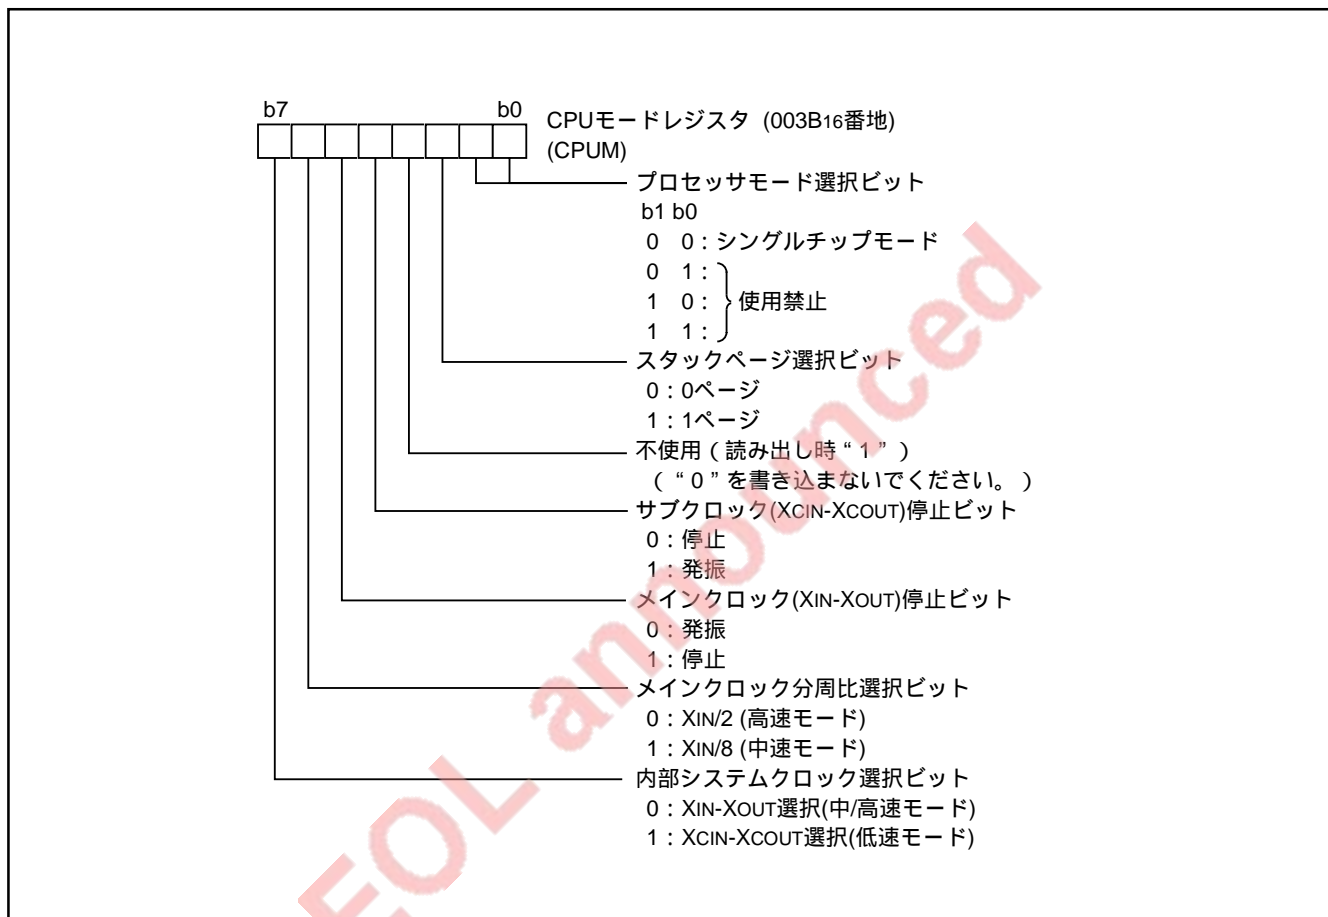 b7 b0 CPUモードレジスタ (003B16番地)
(CPUM)
プロセッサモード選択ビット
b1 b0
0 0：シングルチップモード
0 1：
1 0： 使用禁止
1 1：
スタックページ選択ビット
0：0ページ
1：1ページ
不使用（読み出し時“1”）
（“0”を書き込まないでください。）
サブクロック(XCIN-XCOUT)停止ビット
0：停止
1：発振
メインクロック(XIN-XOUT)停止ビット
0：発振
1：停止
メインクロック分周比選択ビット
0：XIN/2 (高速モード)
1：XIN/8 (中速モード)
内部システムクロック選択ビット
0：XIN-XOUT選択(中/高速モード)
1：XCIN-XCOUT選択(低速モード)
EOL announced